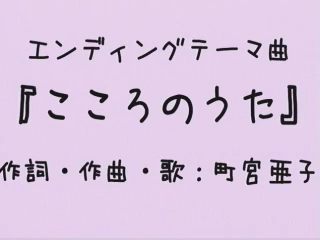 エンディングテーマ曲
『こころのうた』
作詞・作曲・歌：町宮亜子